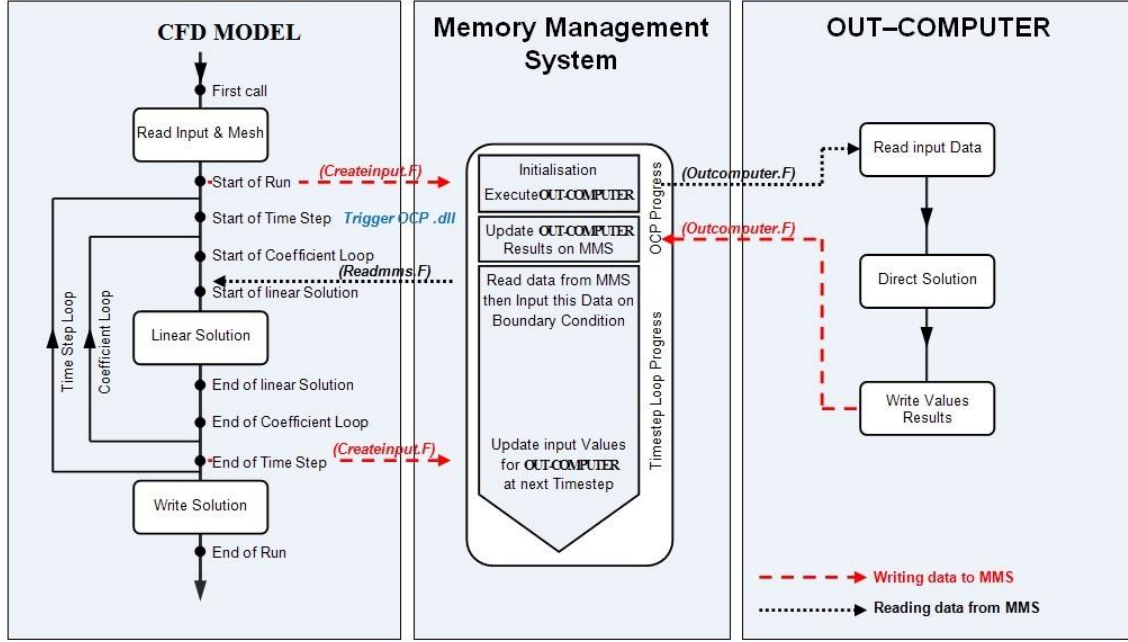 CFD MODEL
First call
Read Input & Mesh
Start of Run
(Createinput.F)
Start of Time Step
Trigger OCP .dll
Start of Coefficient Loop
(Readmms.F)
Start of linear Solution
Linear Solution
Time Step Loop
Coefficient Loop
End of linear Solution
End of Coefficient Loop
End of Time Step
(Createinput.F)
Write Solution
End of Run
Memory Management
System
Initialisation
Execute OUT-COMPUTER
Update OUT-COMPUTER
Results on MMS
OCP Progress
Read data from MMS
then Input this Data on
Boundary Condition
Timestep Loop Progress
Update input Values
for OUT-COMPUTER
at next Timestep
OUT–COMPUTER
(Outcomputer.F)
Read input Data
(Outcomputer.F)
Direct Solution
Write Values
Results
Writing data to MMS
Reading data from MMS